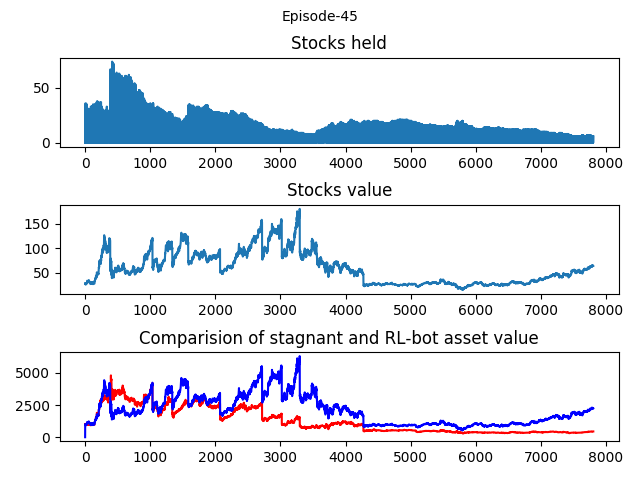 Episode-45
Stocks held
50
0
0 1000 2000 3000 4000 5000 6000 7000 8000
Stocks value
150
100
50
0 1000 2000 3000 4000 5000 6000 7000 8000
Comparision of stagnant and RL-bot asset value
5000
2500
0
0 1000 2000 3000 4000 5000 6000 7000 8000